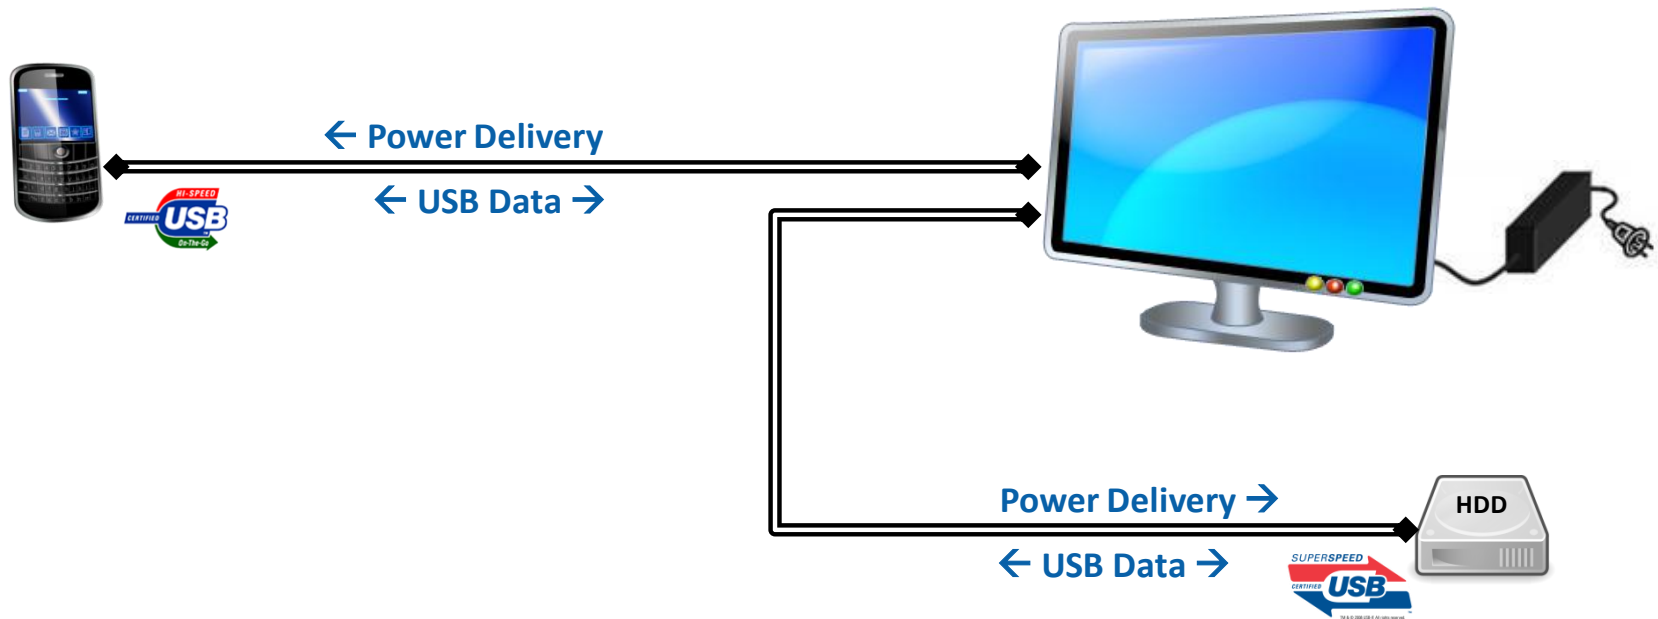 ← Power Delivery
← USB Data →
HI-SPEED
CERTIFIED USB
On-The-Go
Power Delivery →
HDD
← USB Data →
SUPERSPEED
CERTIFIED USB